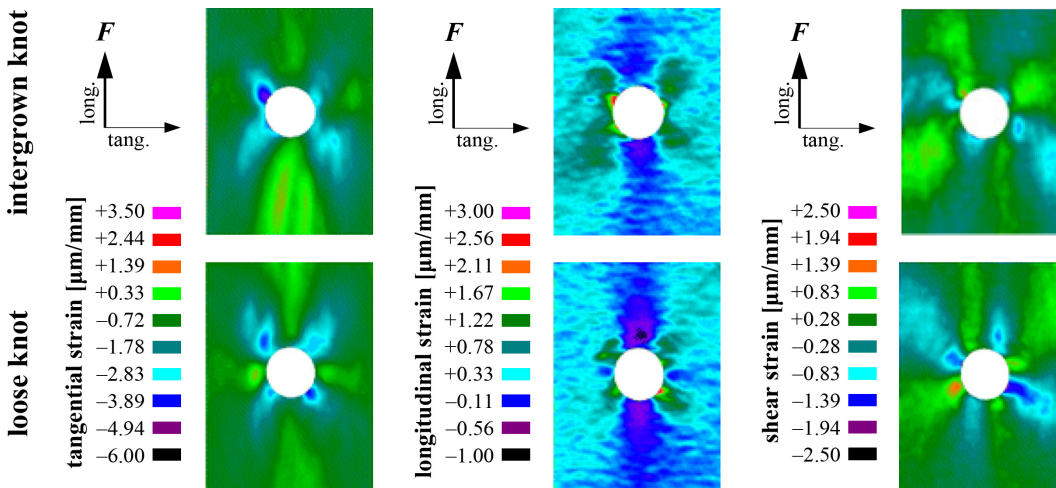 intergrown knot
F
long.
tang.
tangential strain [µm/mm]
+3.50
+2.44
+1.39
+0.33
−0.72
−1.78
−2.83
−3.89
−4.94
−6.00
F
long.
tang.
longitudinal strain [µm/mm]
+3.00
+2.56
+2.11
+1.67
+1.22
+0.78
+0.33
−0.11
−0.56
−1.00
F
long.
tang.
shear strain [µm/mm]
+2.50
+1.94
+1.39
+0.83
+0.28
−0.28
−0.83
−1.39
−1.94
−2.50
loose knot